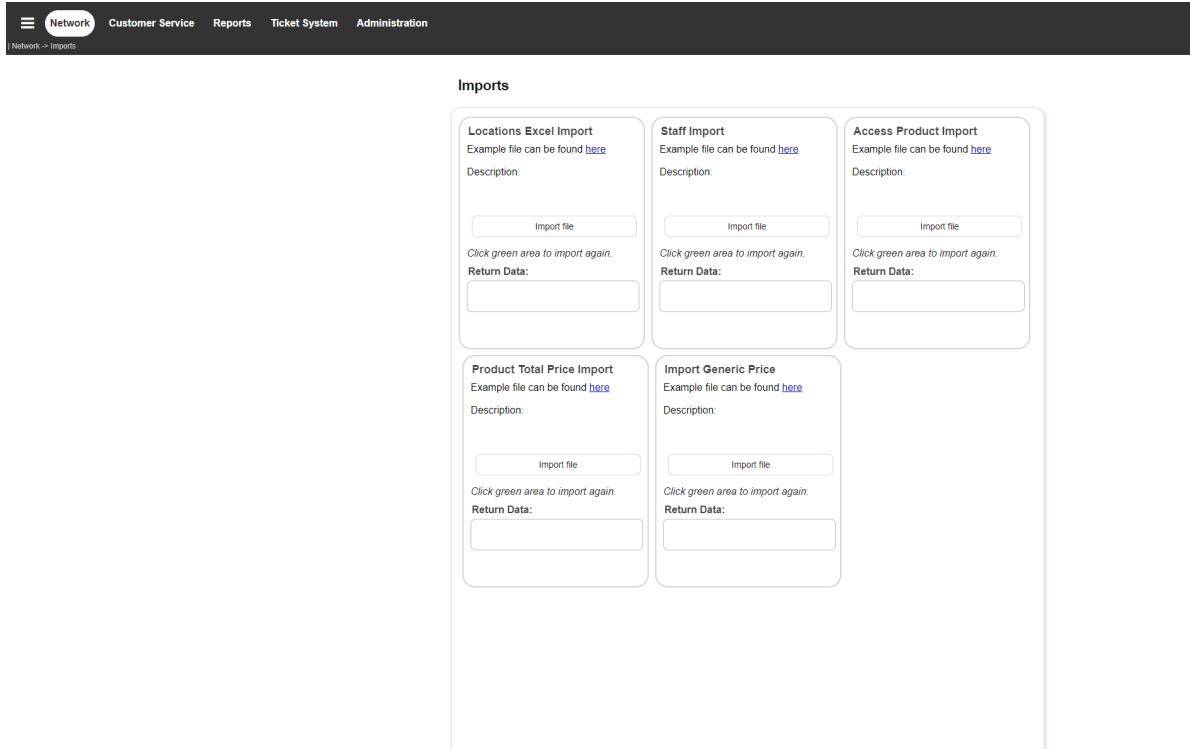 Network Customer Service Reports Ticket System Administration
| Network -> Imports
Imports
Locations Excel Import
Example file can be found here
Description:
Import file
Click green area to import again.
Return Data:
Staff Import
Example file can be found here
Description:
Import file
Click green area to import again.
Return Data:
Access Product Import
Example file can be found here
Description:
Import file
Click green area to import again.
Return Data:
Product Total Price Import
Example file can be found here
Description:
Import file
Click green area to import again.
Return Data:
Import Generic Price
Example file can be found here
Description:
Import file
Click green area to import again.
Return Data: